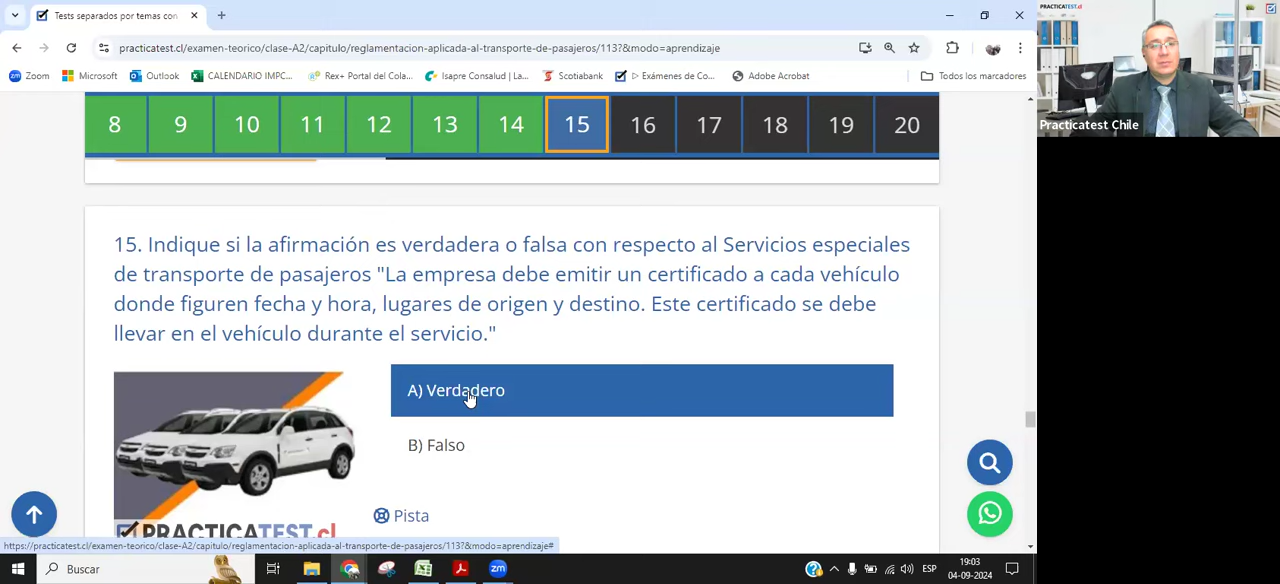 Tests separados por temas con
practicatest.cl/examen-teorico/clase-A2/capitulo/reglamentacion-aplicada-al-transporte-de-pasajeros/113?&modo=aprendizaje
Zoom Microsoft Outlook CALENDARIO IMPC... Rex+ Portal del Cola... Isapre Consalud | La... Scotiabank ▷ Exámenes de Co... Adobe Acrobat Todos los marcadores
PRACTICATEST.cl
Practicatest Chile
8 9 10 11 12 13 14 15 16 17 18 19 20
15. Indique si la afirmación es verdadera o falsa con respecto al Servicios especiales
de transporte de pasajeros "La empresa debe emitir un certificado a cada vehículo
donde figuren fecha y hora, lugares de origen y destino. Este certificado se debe
llevar en el vehículo durante el servicio."
A) Verdadero
B) Falso
Pista
PRACTICATEST.cl
https://practicatest.cl/examen-teorico/clase-A2/capitulo/reglamentacion-aplicada-al-transporte-de-pasajeros/113?&modo=aprendizaje#
Buscar
ESP
19:03
04-09-2024